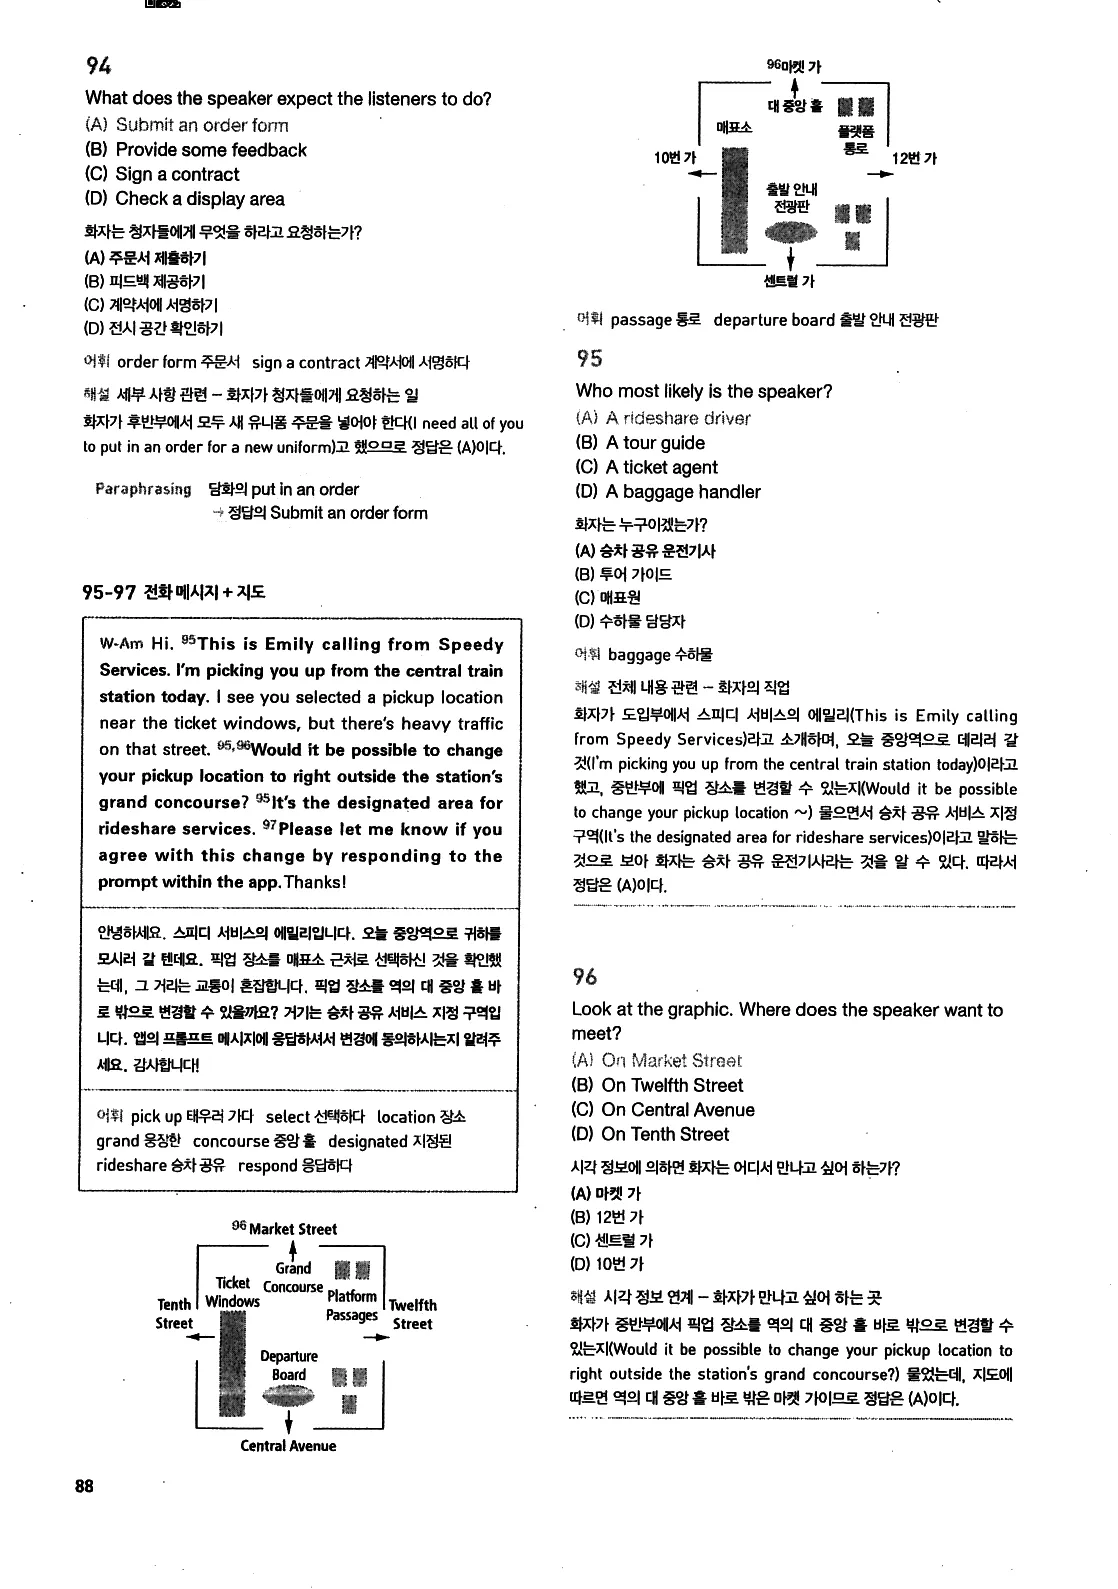 94
What does the speaker expect the listeners to do?
(A) Submit an order form
(B) Provide some feedback
(C) Sign a contract
(D) Check a display area
화자는 청자들에게 무엇을 하라고 요청하는가?
(A) 주문서 제출하기
(B) 피드백 제공하기
(C) 계약서에 서명하기
(D) 전시 공간 확인하기
어휘 order form 주문서 sign a contract 계약서에 서명하다
해설 세부 사항 관련 – 화자가 청자들에게 요청하는 일
화자가 후반부에서 모두 새 유니폼 주문을 넣어야 한다(I need all of you
to put in an order for a new uniform)고 했으므로 정답은 (A)이다.
Paraphrasing 담화의 put in an order
→ 정답의 Submit an order form
95-97 전화 메시지 + 지도
W-Am Hi. 95This is Emily calling from Speedy
Services. I'm picking you up from the central train
station today. I see you selected a pickup location
near the ticket windows, but there's heavy traffic
on that street. 95,96Would it be possible to change
your pickup location to right outside the station's
grand concourse? 95It's the designated area for
rideshare services. 97Please let me know if you
agree with this change by responding to the
prompt within the app. Thanks!
안녕하세요. 스피디 서비스의 에밀리입니다. 오늘 중앙역으로 귀하를
모시러 갈 텐데요. 픽업 장소를 매표소 근처로 선택하신 것을 확인했
는데, 그 거리는 교통이 혼잡합니다. 픽업 장소를 역의 대 중앙 홀 바
로 밖으로 변경할 수 있을까요? 거기는 승차 공유 서비스 지정 구역입
니다. 앱의 프롬프트 메시지에 응답하셔서 변경에 동의하시는지 알려주
세요. 감사합니다!
어휘 pick up 태우러 가다 select 선택하다 location 장소
grand 웅장한 concourse 중앙 홀 designated 지정된
rideshare 승차 공유 respond 응답하다
96 Market Street
Grand
Concourse
Ticket
Windows
Platform
Passages
Tenth
Street
Twelfth
Street
Departure
Board
Central Avenue
88
96마켓 가
대 중앙 홀
매표소
플랫폼
통로
10번 가
12번 가
출발 안내
전광판
센트럴 가
어휘 passage 통로 departure board 출발 안내 전광판
95
Who most likely is the speaker?
(A) A rideshare driver
(B) A tour guide
(C) A ticket agent
(D) A baggage handler
화자는 누구이겠는가?
(A) 승차 공유 운전기사
(B) 투어 가이드
(C) 매표원
(D) 수하물 담당자
어휘 baggage 수하물
해설 전체 내용 관련 – 화자의 직업
화자가 도입부에서 스피디 서비스의 에밀리(This is Emily calling
from Speedy Services)라고 소개하며, 오늘 중앙역으로 데리러 갈
것(I'm picking you up from the central train station today)이라고
했고, 중반부에 픽업 장소를 변경할 수 있는지(Would it be possible
to change your pickup location ~) 물으면서 승차 공유 서비스 지정
구역(It's the designated area for rideshare services)이라고 말하는
것으로 보아 화자는 승차 공유 운전기사라는 것을 알 수 있다. 따라서
정답은 (A)이다.
96
Look at the graphic. Where does the speaker want to
meet?
(A) On Market Street
(B) On Twelfth Street
(C) On Central Avenue
(D) On Tenth Street
시각 정보에 의하면 화자는 어디서 만나고 싶어 하는가?
(A) 마켓 가
(B) 12번 가
(C) 센트럴 가
(D) 10번 가
해설 시각 정보 연계 – 화자가 만나고 싶어 하는 곳
화자가 중반부에서 픽업 장소를 역의 대 중앙 홀 바로 밖으로 변경할 수
있는지(Would it be possible to change your pickup location to
right outside the station's grand concourse?) 물었는데, 지도에
따르면 역의 대 중앙 홀 바로 밖은 마켓 가이므로 정답은 (A)이다.